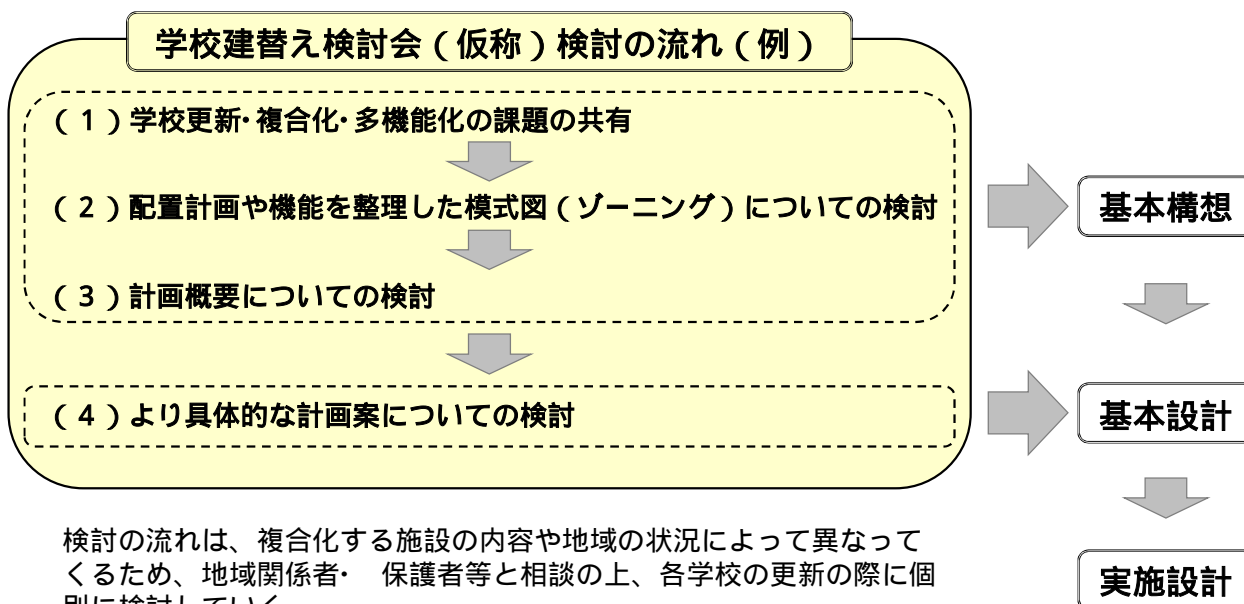 学校建替え検討会（仮称）検討の流れ（例）
（１）学校更新・複合化・多機能化の課題の共有
（２）配置計画や機能を整理した模式図（ゾーニング）についての検討
（３）計画概要についての検討
（４）より具体的な計画案についての検討
基本構想
基本設計
実施設計
検討の流れは、複合化する施設の内容や地域の状況によって異なって
くるため、地域関係者・　保護者等と相談の上、各学校の更新の際に個
別に検討していく